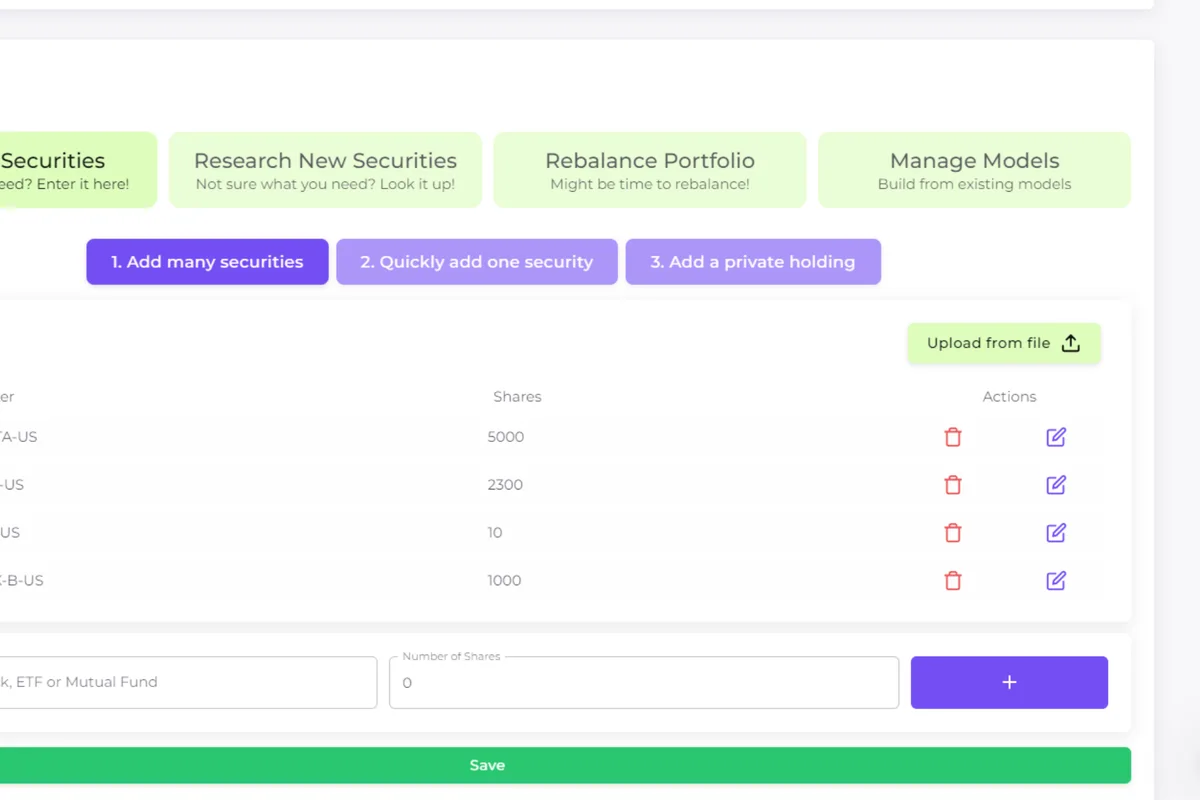 Securities
eed? Enter it here!
Research New Securities
Not sure what you need? Look it up!
Rebalance Portfolio
Might be time to rebalance!
Manage Models
Build from existing models
1. Add many securities
2. Quickly add one security
3. Add a private holding
Upload from file
er Shares Actions
A-US 5000
-US 2300
US 10
-B-US 1000
k, ETF or Mutual Fund
Number of Shares
0
+
Save